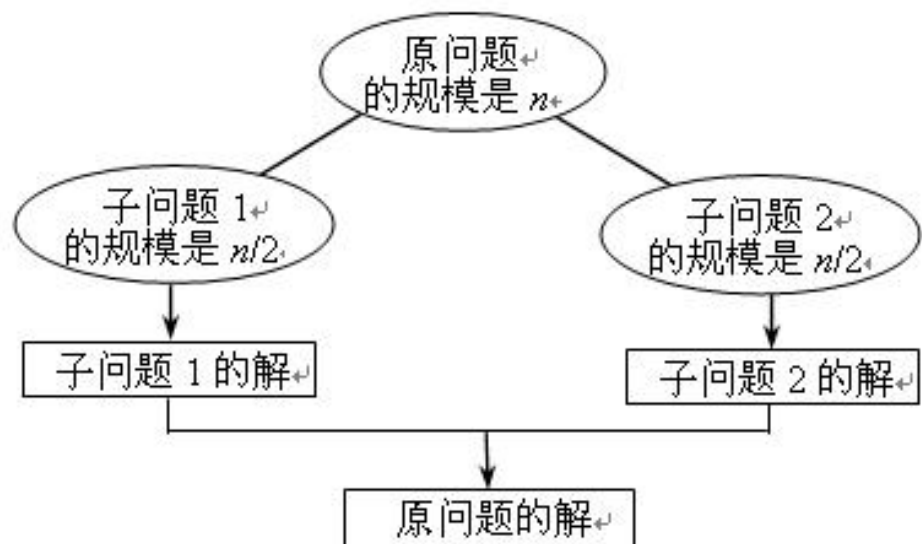 原问题↵
的规模是 n↵
子问题 1↵
的规模是 n/2↵
子问题 2↵
的规模是 n/2↵
子问题 1 的解↵
子问题 2 的解↵
原问题的解↵